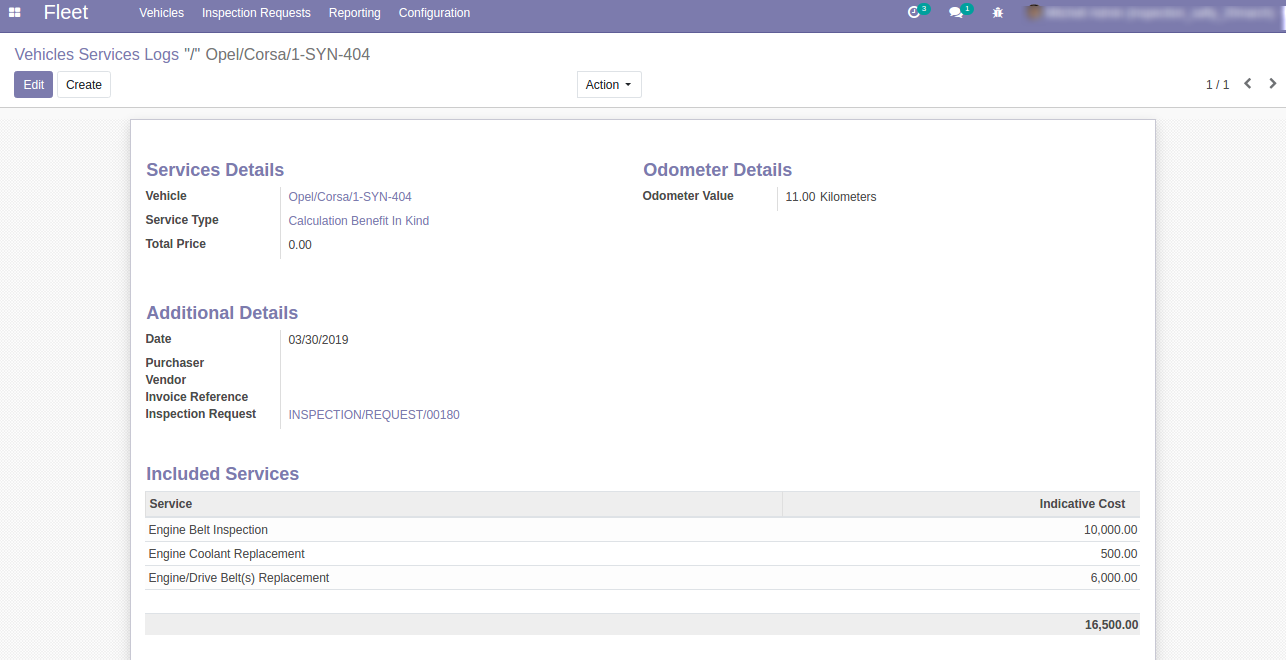 Fleet Vehicles Inspection Requests Reporting Configuration 3 1
Vehicles Services Logs "/" Opel/Corsa/1-SYN-404
Edit Create Action 1 / 1
Services Details
Vehicle Opel/Corsa/1-SYN-404
Service Type Calculation Benefit In Kind
Total Price 0.00
Odometer Details
Odometer Value 11.00 Kilometers
Additional Details
Date 03/30/2019
Purchaser
Vendor
Invoice Reference
Inspection Request INSPECTION/REQUEST/00180
Included Services
Service Indicative Cost
Engine Belt Inspection 10,000.00
Engine Coolant Replacement 500.00
Engine/Drive Belt(s) Replacement 6,000.00
16,500.00